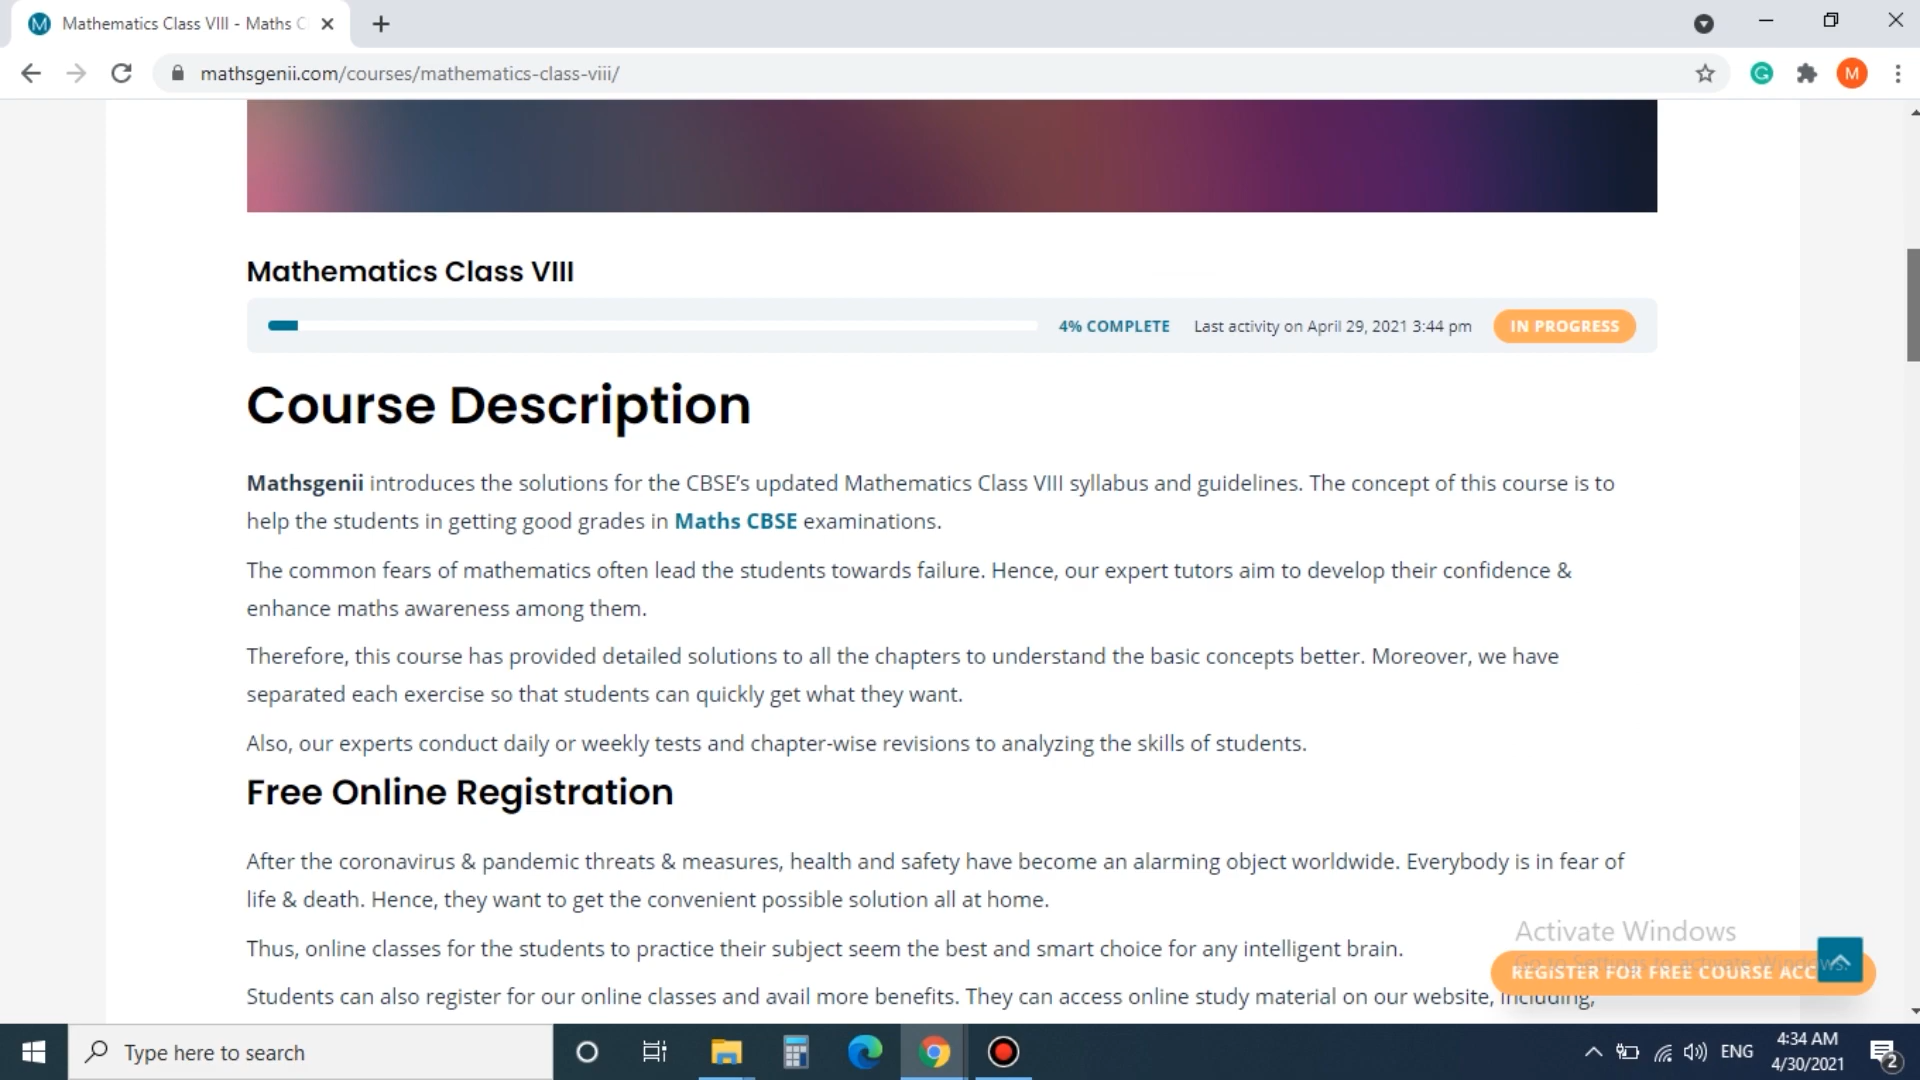 M Mathematics Class VIII - Maths C
mathsgenii.com/courses/mathematics-class-viii/
G
M
Mathematics Class VIII
4% COMPLETE Last activity on April 29, 2021 3:44 pm IN PROGRESS
Course Description
Mathsgenii introduces the solutions for the CBSE’s updated Mathematics Class VIII syllabus and guidelines. The concept of this course is to
help the students in getting good grades in Maths CBSE examinations.
The common fears of mathematics often lead the students towards failure. Hence, our expert tutors aim to develop their confidence &
enhance maths awareness among them.
Therefore, this course has provided detailed solutions to all the chapters to understand the basic concepts better. Moreover, we have
separated each exercise so that students can quickly get what they want.
Also, our experts conduct daily or weekly tests and chapter-wise revisions to analyzing the skills of students.
Free Online Registration
After the coronavirus & pandemic threats & measures, health and safety have become an alarming object worldwide. Everybody is in fear of
life & death. Hence, they want to get the convenient possible solution all at home.
Activate Windows
Thus, online classes for the students to practice their subject seem the best and smart choice for any intelligent brain.
Go to Settings to activate Windows.
REGISTER FOR FREE COURSE ACC
Students can also register for our online classes and avail more benefits. They can access online study material on our website, including,
Type here to search
ENG
4:34 AM
4/30/2021
2